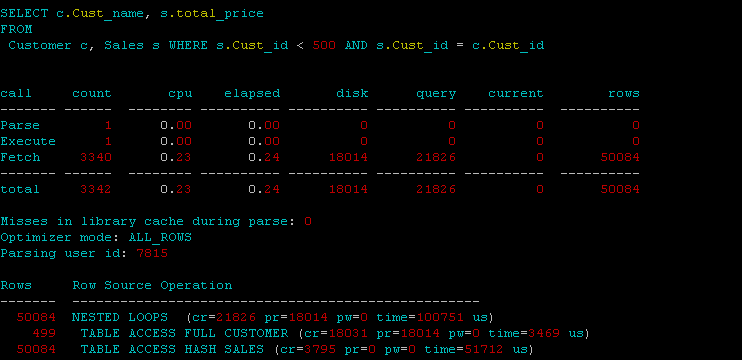 SELECT c.Cust_name, s.total_price
FROM
Customer c, Sales s WHERE s.Cust_id < 500 AND s.Cust_id = c.Cust_id
call count cpu elapsed disk query current rows
------- ------ -------- ---------- ---------- ---------- ---------- ----------
Parse 1 0.00 0.00 0 0 0 0
Execute 1 0.00 0.00 0 0 0 0
Fetch 3340 0.23 0.24 18014 21826 0 50084
------- ------ -------- ---------- ---------- ---------- ---------- ----------
total 3342 0.23 0.24 18014 21826 0 50084
Misses in library cache during parse: 0
Optimizer mode: ALL_ROWS
Parsing user id: 7815
Rows Row Source Operation
------- ---------------------------------------------------
50084 NESTED LOOPS (cr=21826 pr=18014 pw=0 time=100751 us)
499 TABLE ACCESS FULL CUSTOMER (cr=18031 pr=18014 pw=0 time=3469 us)
50084 TABLE ACCESS HASH SALES (cr=3795 pr=0 pw=0 time=51712 us)